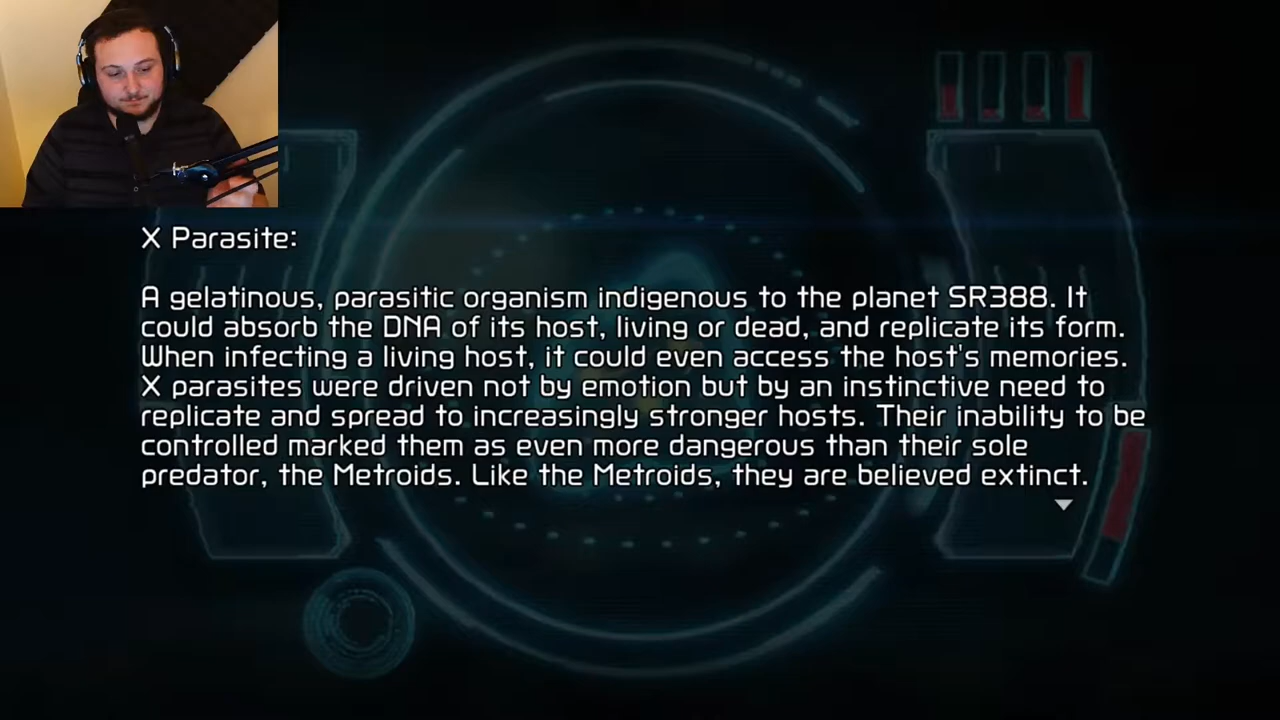 X Parasite:
A gelatinous, parasitic organism indigenous to the planet SR388. It
could absorb the DNA of its host, living or dead, and replicate its form.
When infecting a living host, it could even access the host's memories.
X parasites were driven not by emotion but by an instinctive need to
replicate and spread to increasingly stronger hosts. Their inability to be
controlled marked them as even more dangerous than their sole
predator, the Metroids. Like the Metroids, they are believed extinct.